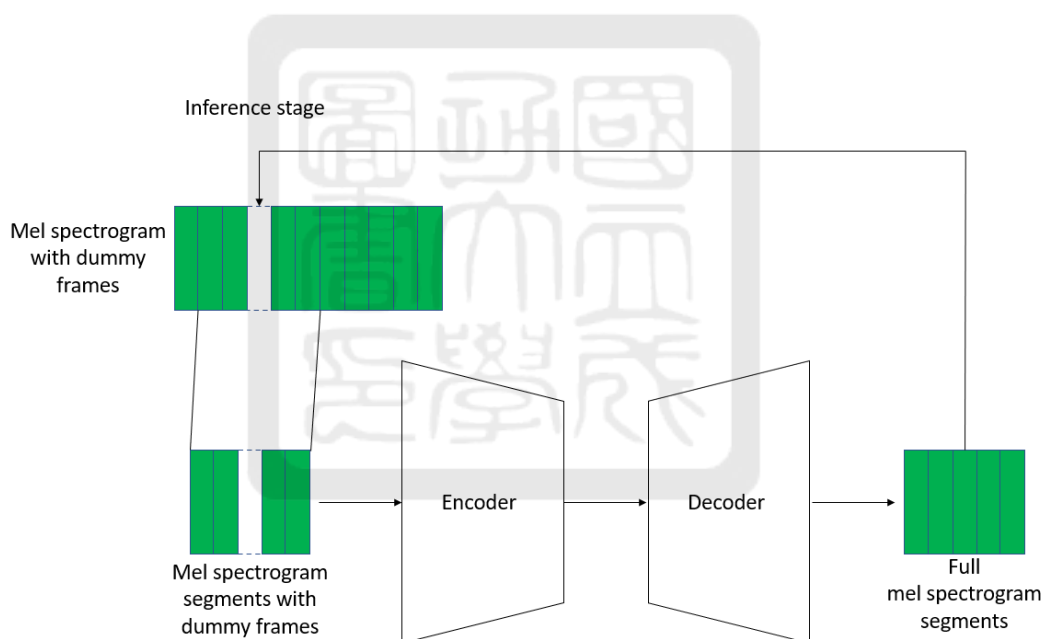 Inference stage
Mel spectrogram
with dummy
frames
Encoder
Decoder
Mel spectrogram
segments with
dummy frames
Full
mel spectrogram
segments